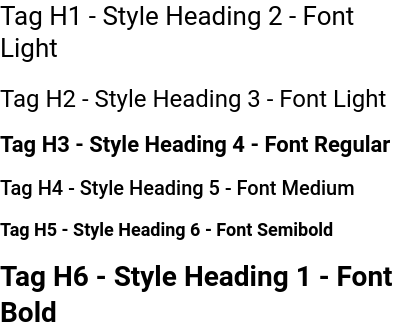 Tag H1 - Style Heading 2 - Font
Light
Tag H2 - Style Heading 3 - Font Light
Tag H3 - Style Heading 4 - Font Regular
Tag H4 - Style Heading 5 - Font Medium
Tag H5 - Style Heading 6 - Font Semibold
Tag H6 - Style Heading 1 - Font
Bold